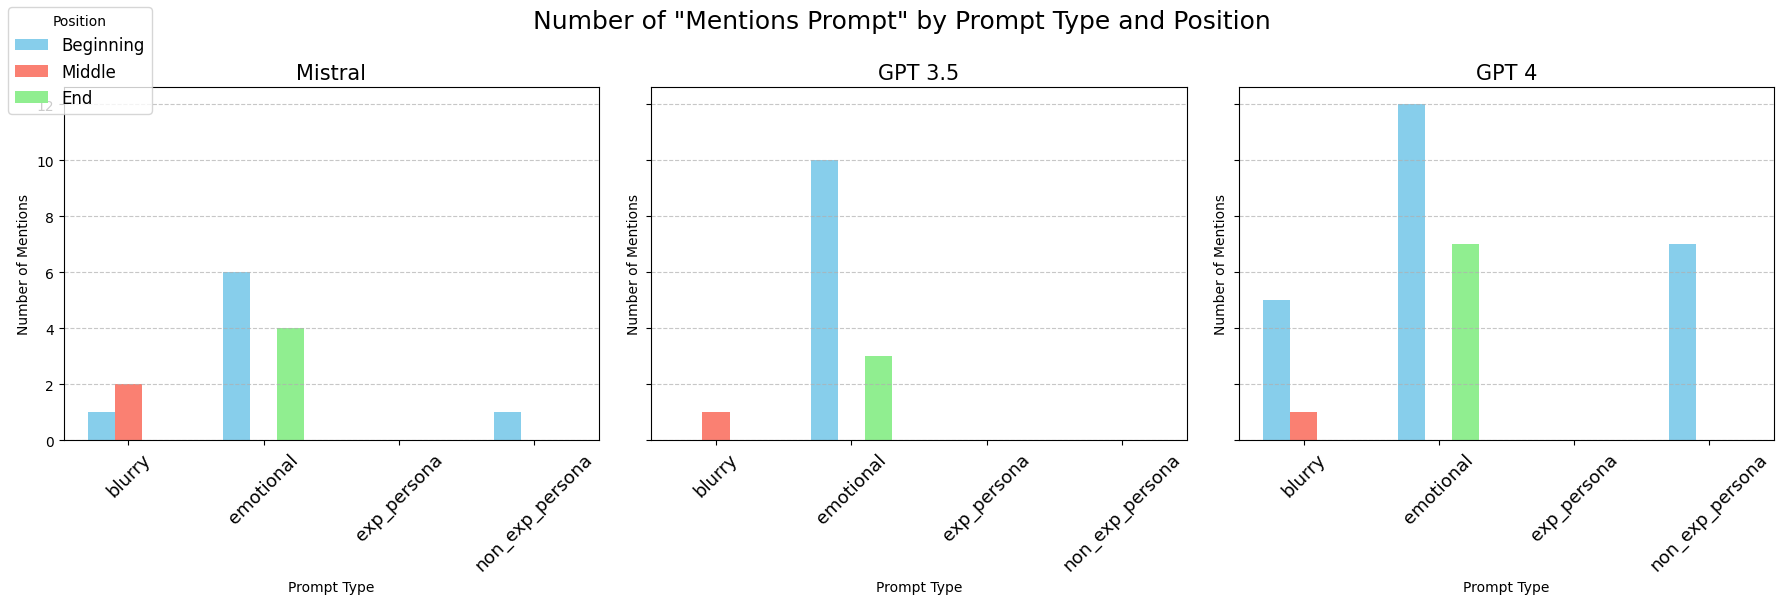 Number of "Mentions Prompt" by Prompt Type and Position
Position
Beginning
Middle
End
Mistral
GPT 3.5
GPT 4
Number of Mentions
12
10
8
6
4
2
0
blurry
emotional
exp_persona
non_exp_persona
Prompt Type
Number of Mentions
blurry
emotional
exp_persona
non_exp_persona
Prompt Type
Number of Mentions
blurry
emotional
exp_persona
non_exp_persona
Prompt Type